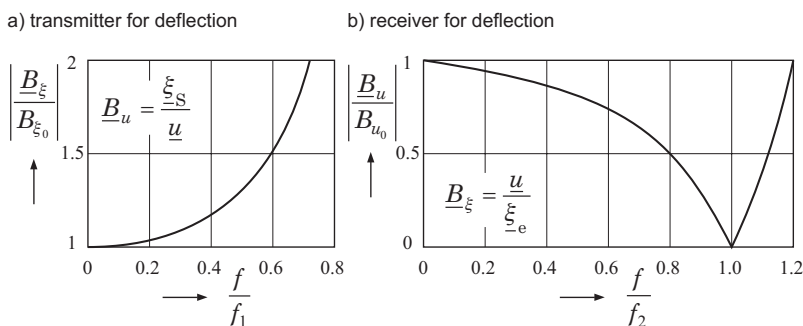 a) transmitter for deflection
b) receiver for deflection
2
|B_ξ / B_ξ0|
B_u = ξ_S / u
1.5
1
0 0.2 0.4 0.6 0.8
f / f_1
1
|B_u / B_u0|
0.5
B_ξ = u / ξ_e
0
0 0.2 0.4 0.6 0.8 1.0 1.2
f / f_2